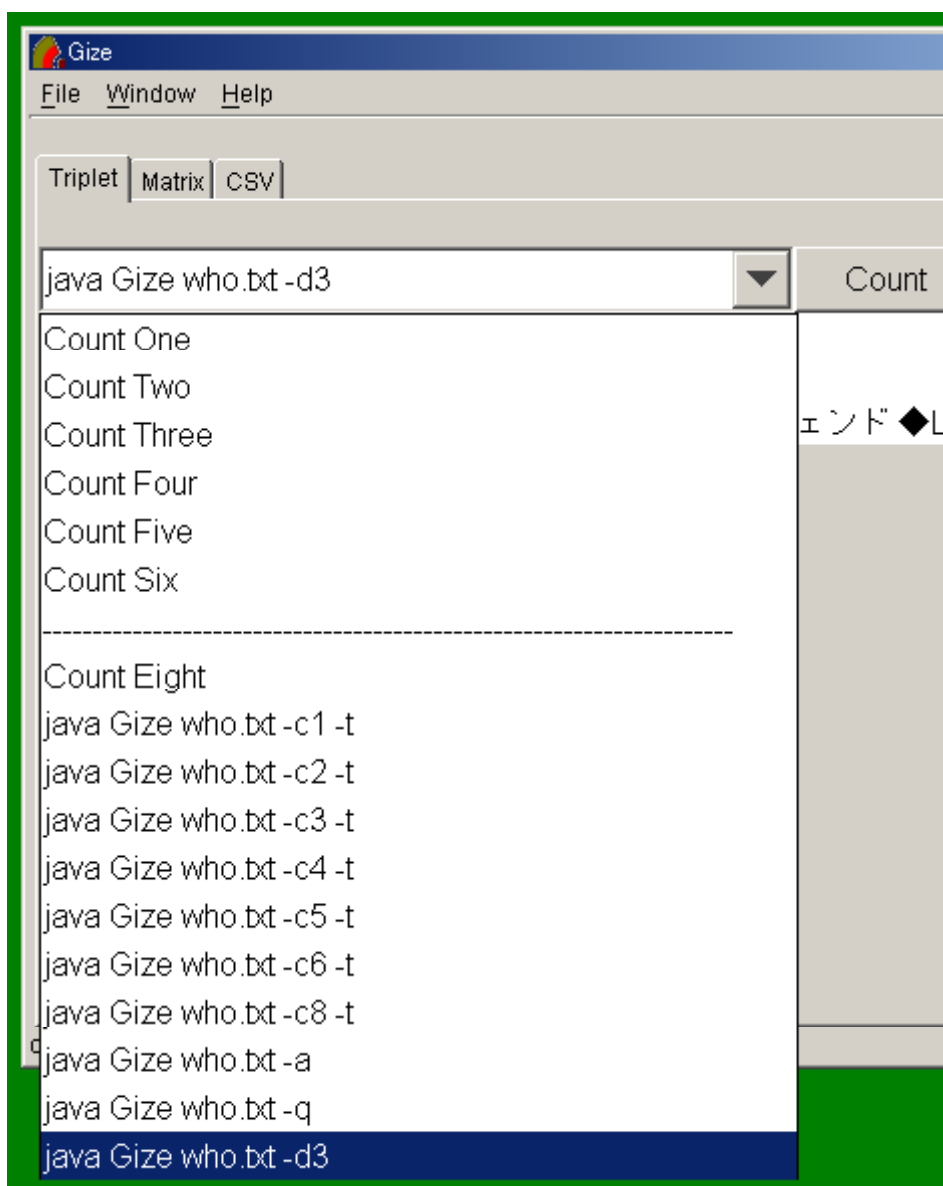 Gize
File Window Help
Triplet Matrix CSV
java Gize who.txt -d3 Count
Count One
Count Two
Count Three
ェンド ◆L
Count Four
Count Five
Count Six
---------------------------------------------------------------------
Count Eight
java Gize who.txt -c1 -t
java Gize who.txt -c2 -t
java Gize who.txt -c3 -t
java Gize who.txt -c4 -t
java Gize who.txt -c5 -t
java Gize who.txt -c6 -t
java Gize who.txt -c8 -t
java Gize who.txt -a
java Gize who.txt -q
java Gize who.txt -d3